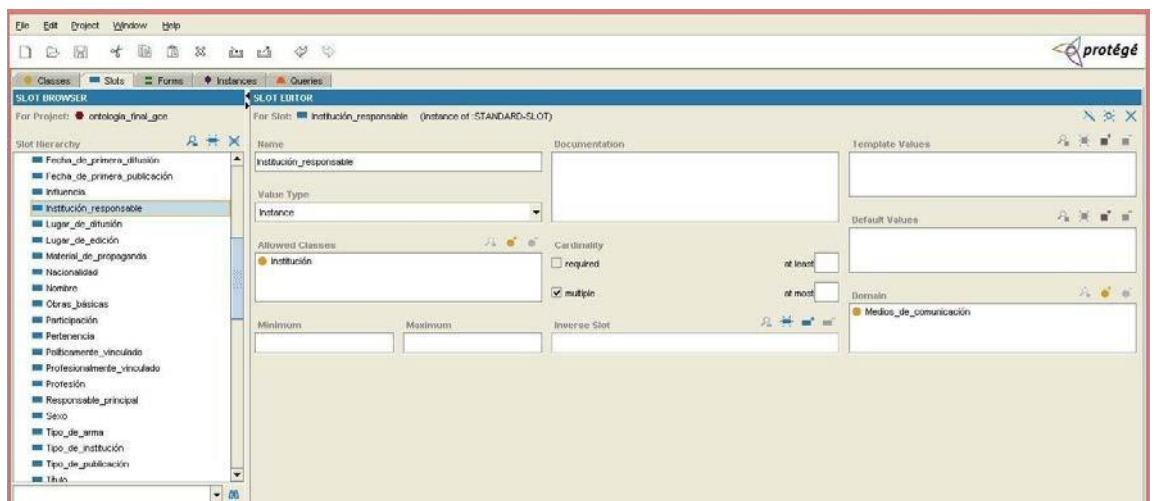 File Edit Project Window Help
protégé
Classes Slots Forms Instances Queries
SLOT BROWSER
SLOT EDITOR
For Project: ontologia_final_gce
For Slot: Institución_responsable (instance of :STANDARD-SLOT)
Slot Hierarchy
Fecha_de_primera_difusión
Fecha_de_primera_publicación
Influencia
Institución_responsable
Lugar_de_difusión
Lugar_de_edición
Material_de_propaganda
Nacionalidad
Nombre
Obras_básicas
Participación
Pertenencia
Políticamente_vinculado
Profesionalmente_vinculado
Profesión
Responsable_principal
Sexo
Tipo_de_arma
Tipo_de_institución
Tipo_de_publicación
Título
Name
Institución_responsable
Documentation
Template Values
Value Type
Instance
Default Values
Allowed Classes
Institución
Cardinality
required at least
multiple at most
Domain
Medios_de_comunicación
Minimum Maximum Inverse Slot